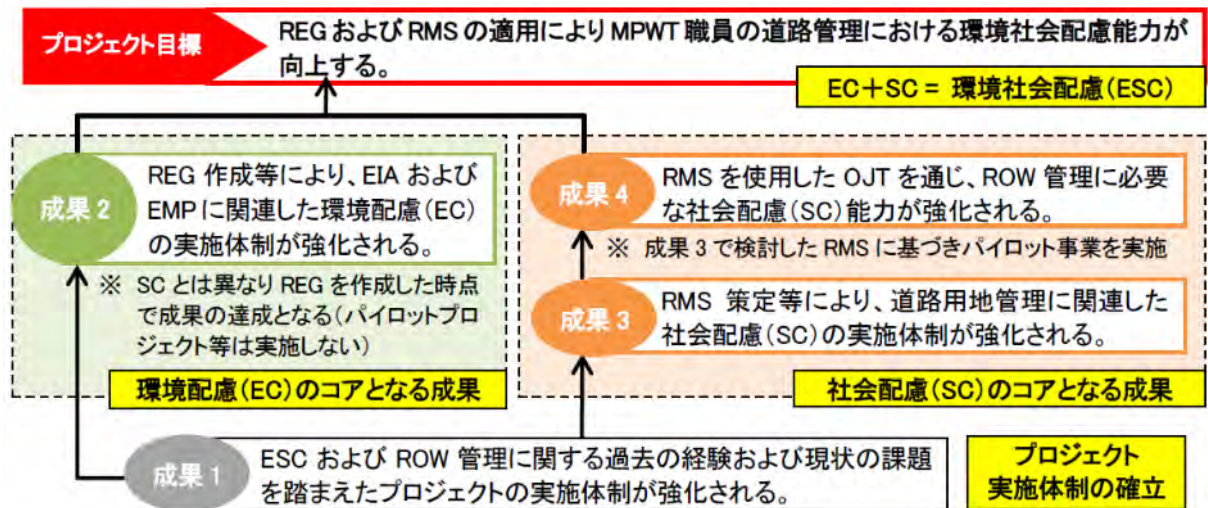 プロジェクト目標
REG および RMS の適用により MPWT 職員の道路管理における環境社会配慮能力が
向上する。
EC＋SC＝ 環境社会配慮(ESC)
成果 2
REG 作成等により、EIA および
EMP に関連した環境配慮(EC)
の実施体制が強化される。
※ SC とは異なり REG を作成した時点
で成果の達成となる(パイロットプロ
ジェクト等は実施しない)
環境配慮(EC)のコアとなる成果
成果 4
RMS を使用した OJT を通じ、ROW 管理に必要
な社会配慮(SC)能力が強化される。
※ 成果 3 で検討した RMS に基づきパイロット事業を実施
成果 3
RMS 策定等により、道路用地管理に関連した
社会配慮(SC)の実施体制が強化される。
社会配慮(SC)のコアとなる成果
成果 1
ESC および ROW 管理に関する過去の経験および現状の課題
を踏まえたプロジェクトの実施体制が強化される。
プロジェクト
実施体制の確立